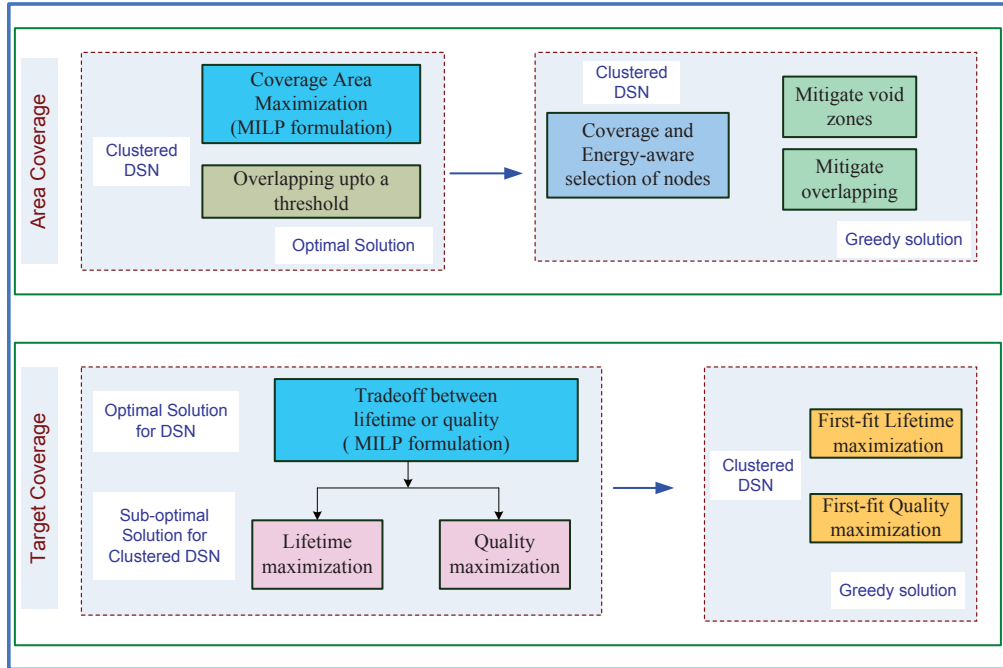 Area Coverage
Clustered
DSN
Coverage Area
Maximization
(MILP formulation)
Overlapping upto a
threshold
Optimal Solution
Clustered
DSN
Coverage and
Energy-aware
selection of nodes
Mitigate void
zones
Mitigate
overlapping
Greedy solution
Target Coverage
Optimal Solution
for DSN
Sub-optimal
Solution for
Clustered DSN
Tradeoff between
lifetime or quality
( MILP formulation)
Lifetime
maximization
Quality
maximization
Clustered
DSN
First-fit Lifetime
maximization
First-fit Quality
maximization
Greedy solution